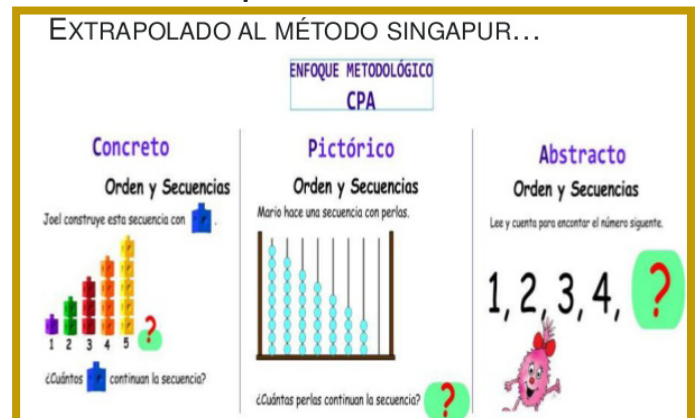 EXTRAPOLADO AL MÉTODO SINGAPUR...
ENFOQUE METODOLÓGICO
CPA
Concreto
Orden y Secuencias
Joel construye esta secuencia con .
1 2 3 4 5 ?
¿Cuántos continuan la secuencia?
Pictórico
Orden y Secuencias
Mario hace una secuencia con perlas.
¿Cuántas perlas continuan la secuencia? ?
Abstracto
Orden y Secuencias
Lee y cuenta para encontar el número siguente.
1, 2, 3, 4, ?